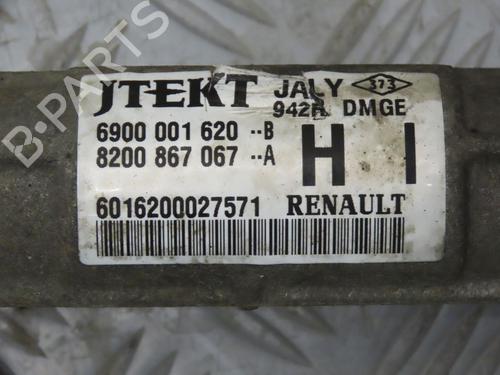 JTEKT JALY 373
942R DMGE
6900 001 620 --B
8200 867 067 --A
H I
6016200027571 RENAULT
B-PARTS